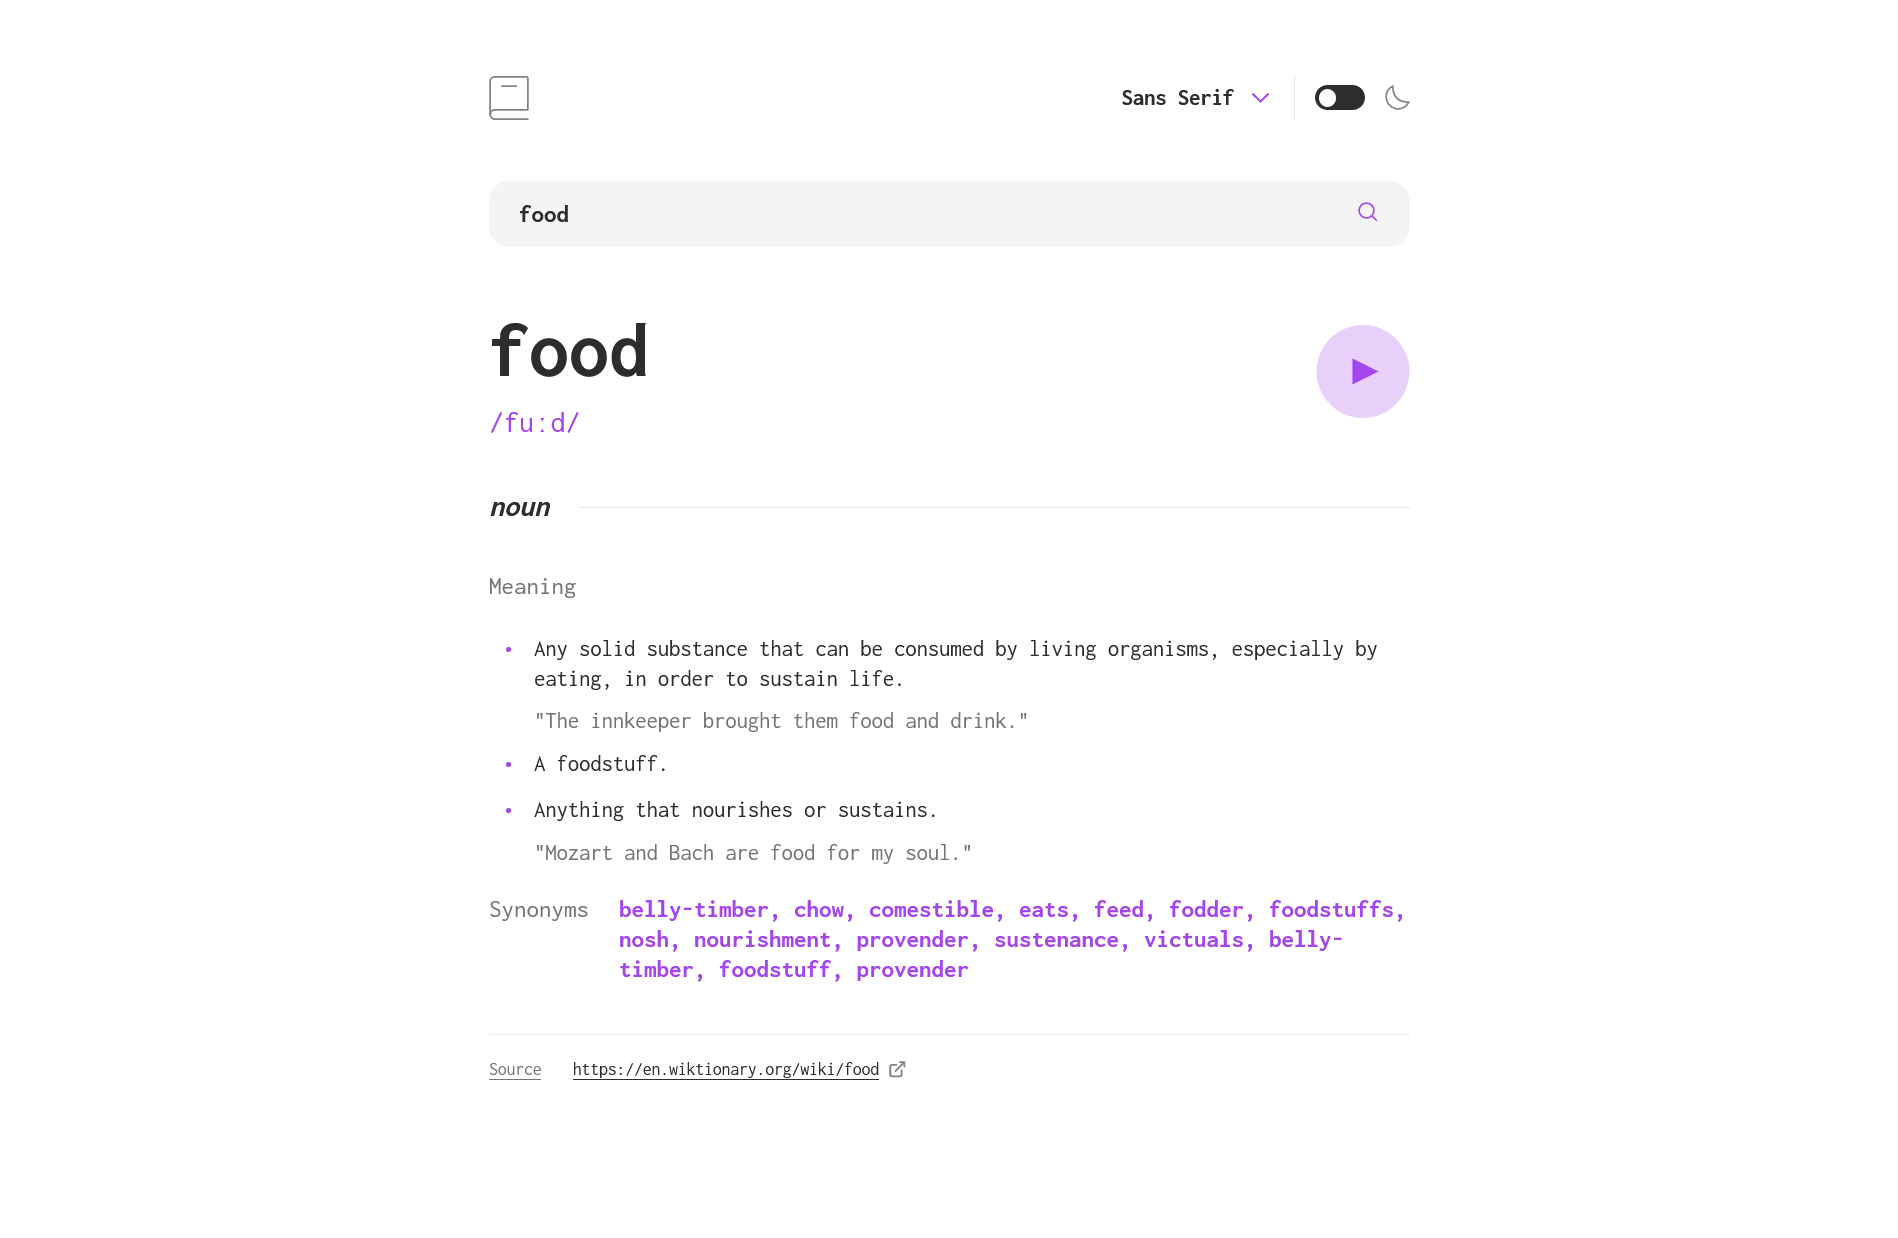 Sans Serif
food
food
/fuːd/
noun
Meaning
Any solid substance that can be consumed by living organisms, especially by
eating, in order to sustain life.
"The innkeeper brought them food and drink."
A foodstuff.
Anything that nourishes or sustains.
"Mozart and Bach are food for my soul."
Synonyms belly-timber, chow, comestible, eats, feed, fodder, foodstuffs,
nosh, nourishment, provender, sustenance, victuals, belly-
timber, foodstuff, provender
Source https://en.wiktionary.org/wiki/food